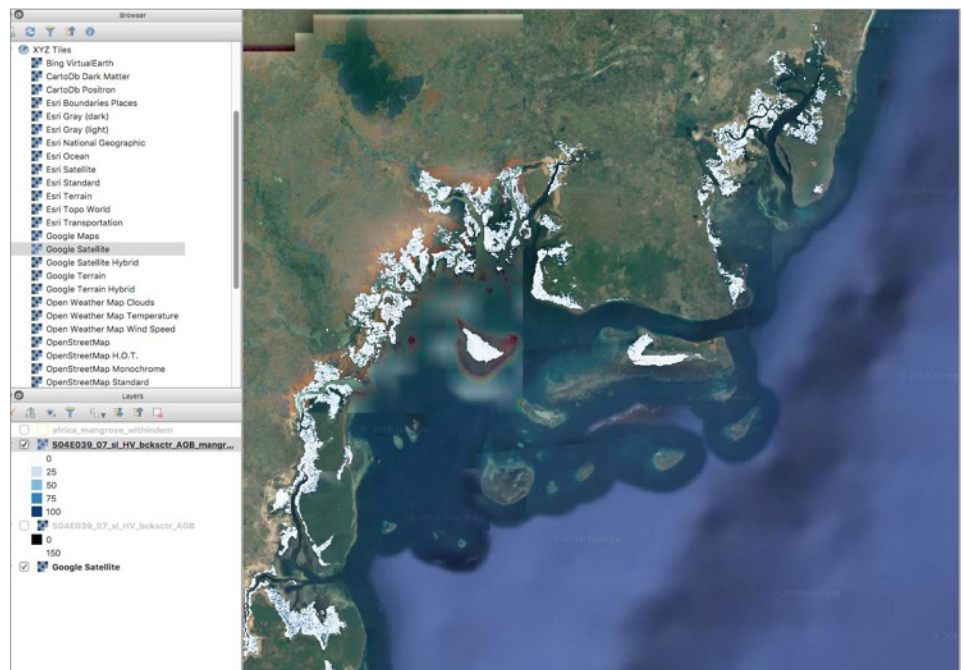 Browser
XYZ Tiles
Bing VirtualEarth
CartoDb Dark Matter
CartoDb Positron
Esri Boundaries Places
Esri Gray (dark)
Esri Gray (light)
Esri National Geographic
Esri Ocean
Esri Satellite
Esri Standard
Esri Terrain
Esri Topo World
Esri Transportation
Google Maps
Google Satellite
Google Satellite Hybrid
Google Terrain
Google Terrain Hybrid
Open Weather Map Clouds
Open Weather Map Temperature
Open Weather Map Wind Speed
OpenStreetMap
OpenStreetMap H.O.T.
OpenStreetMap Monochrome
OpenStreetMap Standard
Layers
africa_mangrove_withindem
S04E039_07_sl_HV_bcksctr_AGB_mangr...
0
25
50
75
100
S04E039_07_sl_HV_bcksctr_AGB
0
150
Google Satellite